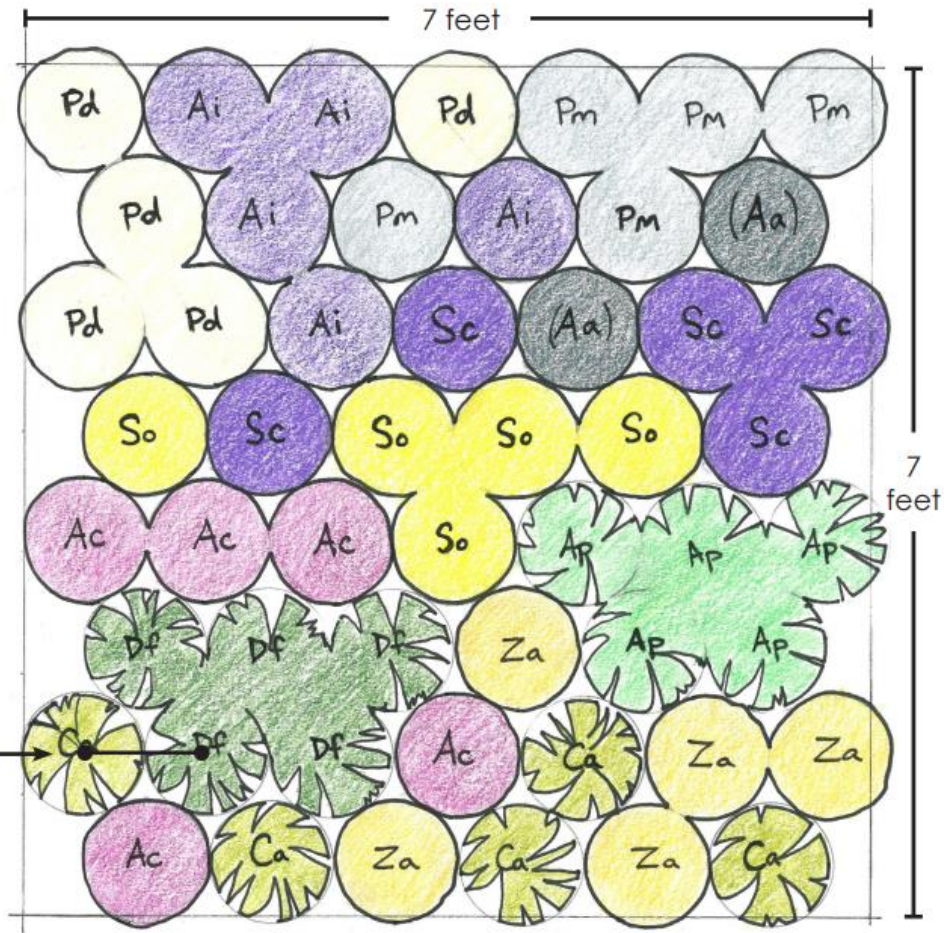 7 feet
Pd Ai Ai Pd Pm Pm Pm
Pd Ai Pm Ai Pm (Aa)
Pd Pd Ai Sc (Aa) Sc Sc
So Sc So So So Sc
7
feet
Ac Ac Ac So Ap Ap Ap
Df Df Df Za Ap Ap
Ca Df Df Ac Ca Za Za
Ac Ca Za Ca Za Ca